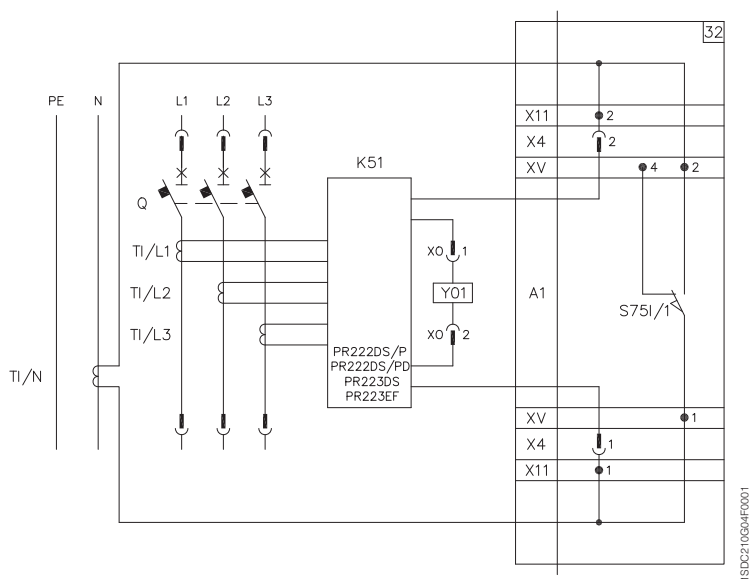 32
PE N L1 L2 L3
X11 2
X4 2
K51
XV 4 2
Q
TI/L1
X0 1
TI/L2
Y01
A1
S75I/1
TI/L3
X0 2
PR222DS/P
PR222DS/PD
PR223DS
PR223EF
TI/N
XV 1
X4 1
X11 1
1SDC210G04F0001